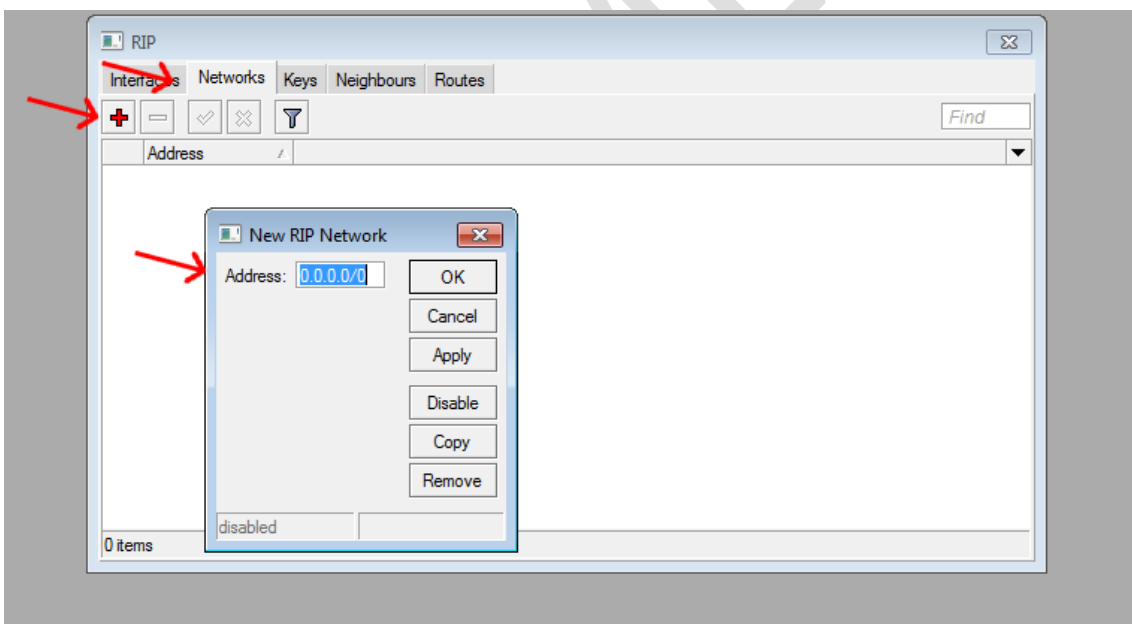 RIP
Interfaces Networks Keys Neighbours Routes
Find
Address
New RIP Network
Address: 0.0.0.0/0 OK
Cancel
Apply
Disable
Copy
Remove
disabled
0 items